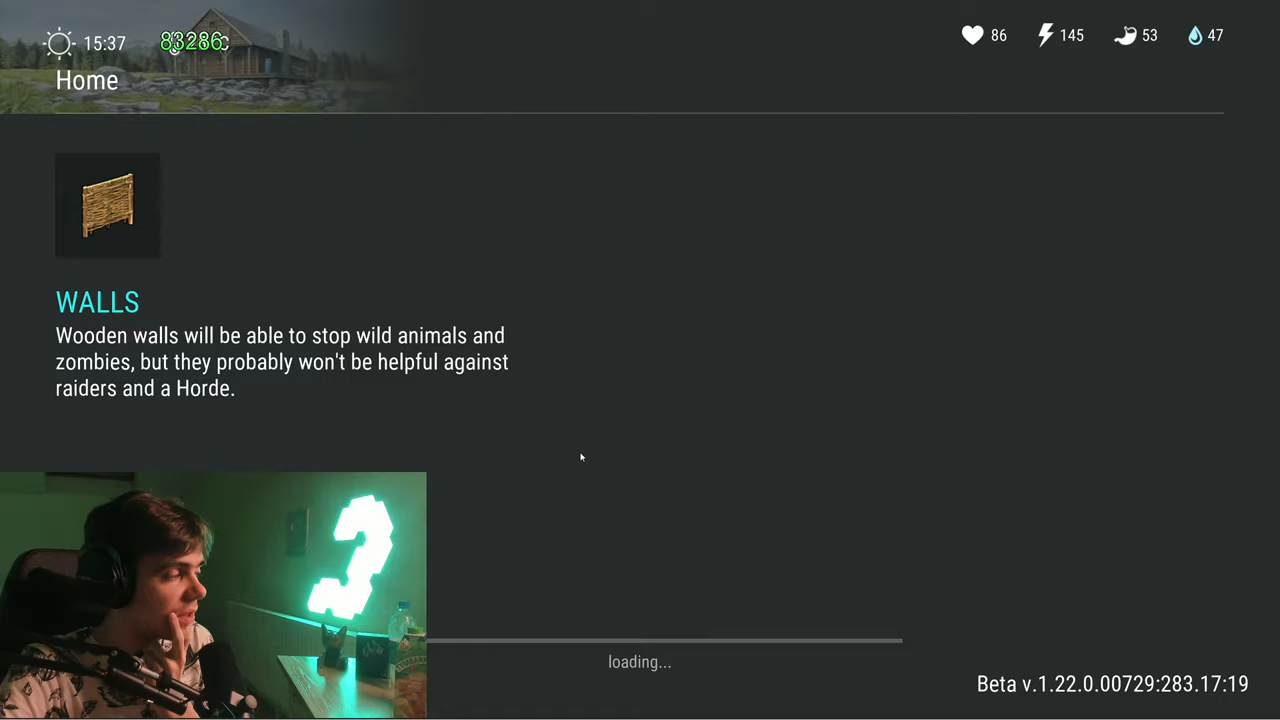 15:37
83286
86
145
53
47
Home
WALLS
Wooden walls will be able to stop wild animals and
zombies, but they probably won't be helpful against
raiders and a Horde.
loading...
Beta v.1.22.0.00729:283.17:19